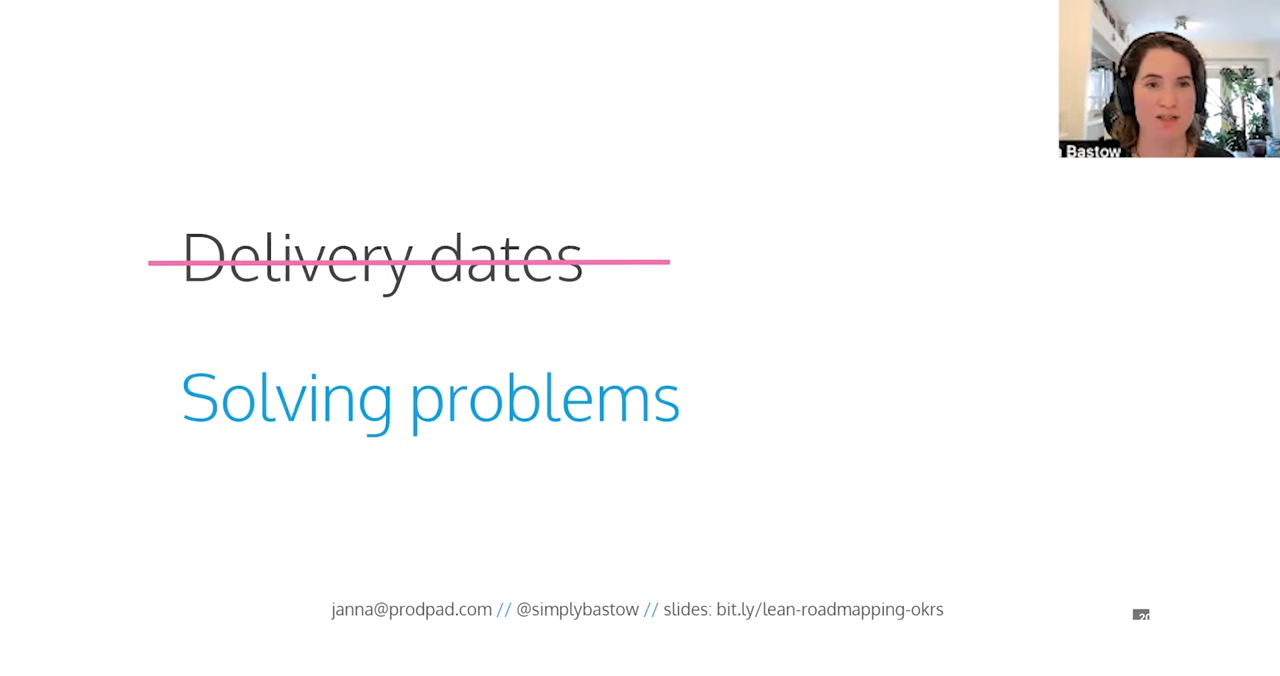 Bastow
Delivery dates
Solving problems
janna@prodpad.com // @simplybastow // slides: bit.ly/lean-roadmapping-okrs